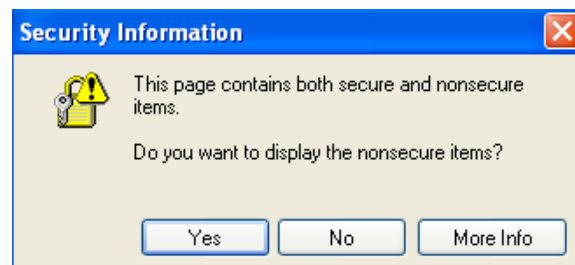 Security Information
This page contains both secure and nonsecure
items.
Do you want to display the nonsecure items?
Yes
No
More Info